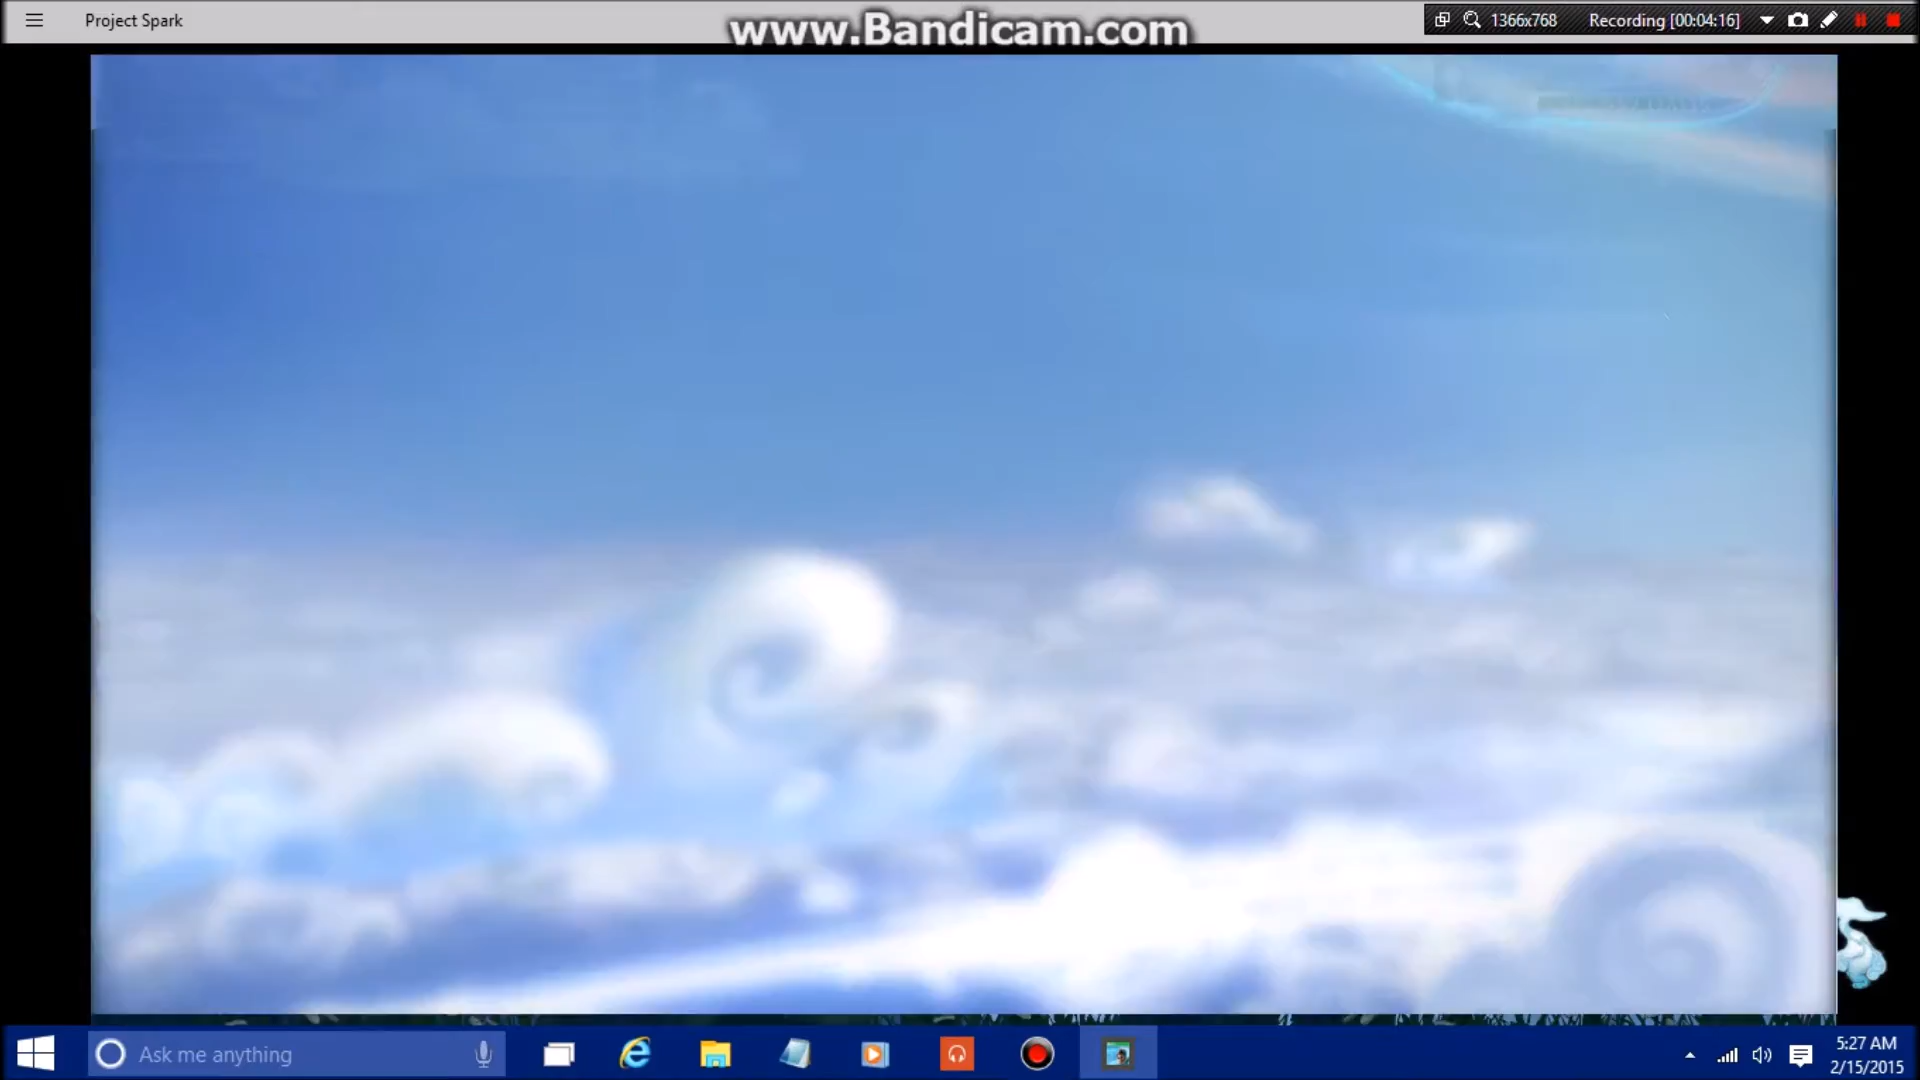 Project Spark
www.Bandicam.com
1366x768
Recording [00:04:16]
Ask me anything
5:27 AM
2/15/2015